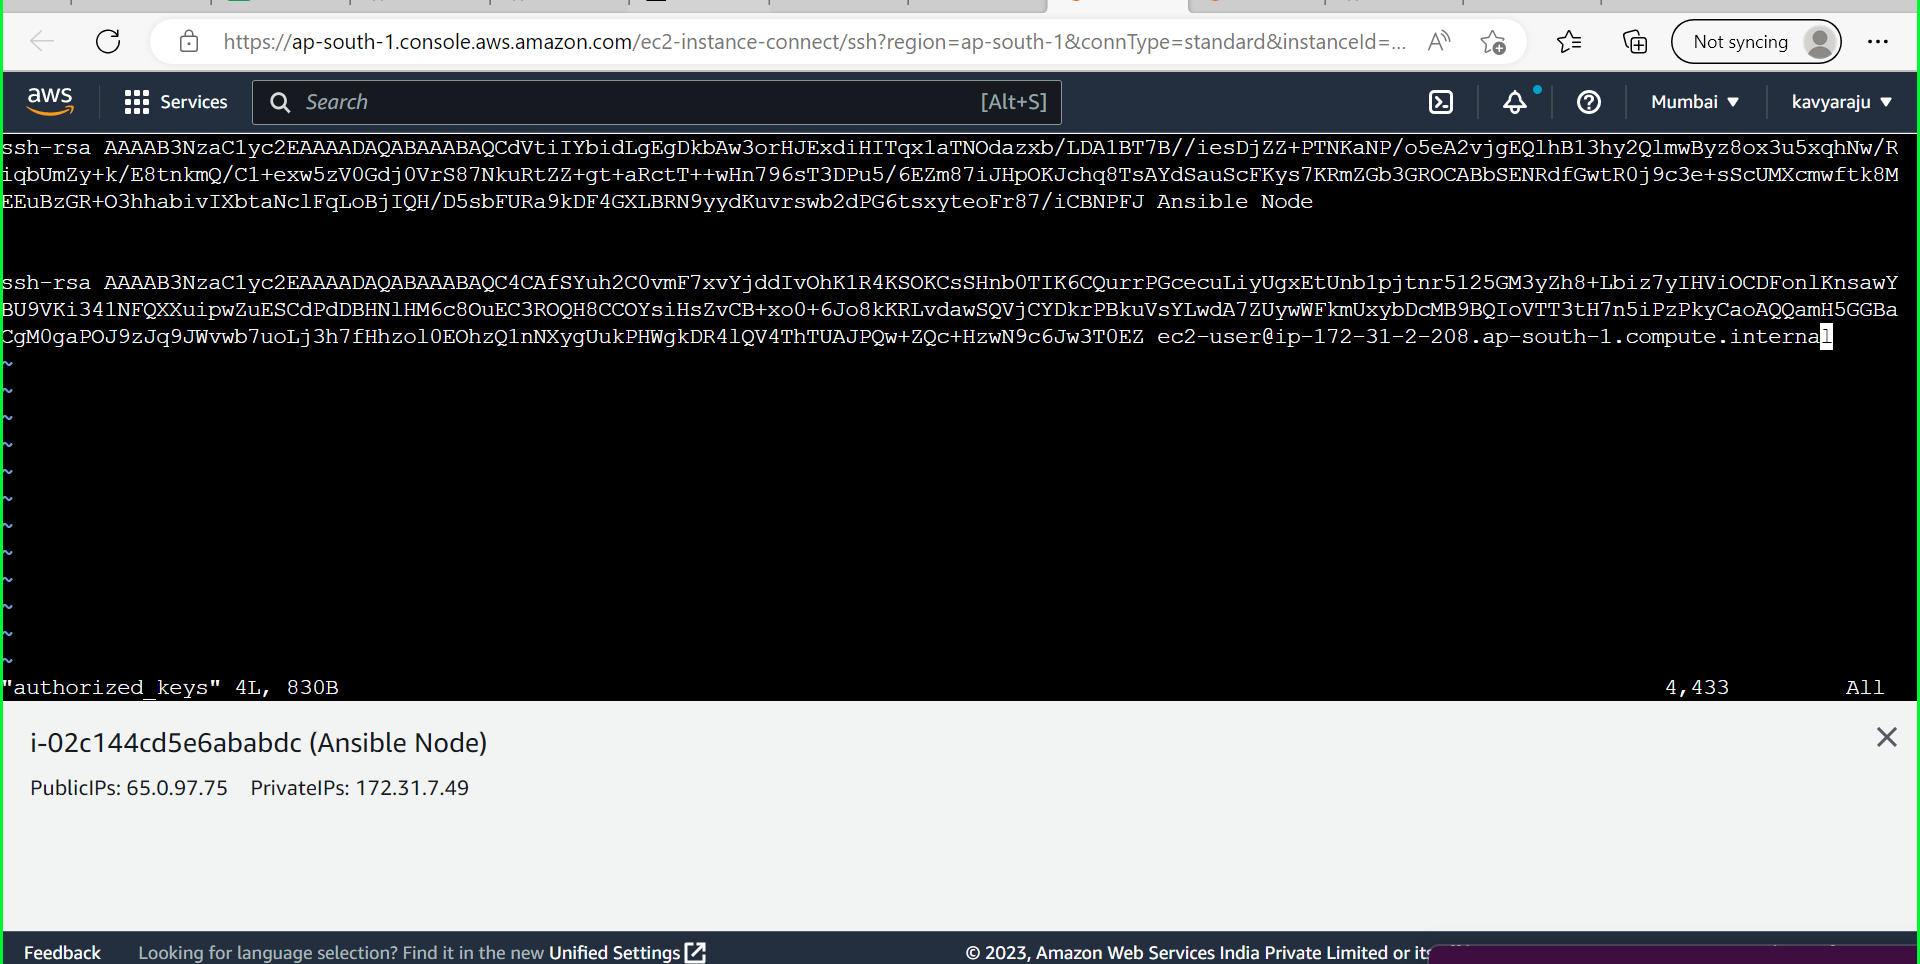 https://ap-south-1.console.aws.amazon.com/ec2-instance-connect/ssh?region=ap-south-1&connType=standard&instanceId=...
Not syncing
aws
Services
Search
[Alt+S]
Mumbai
kavyaraju
ssh-rsa AAAAB3NzaC1yc2EAAAADAQABAAABAQCdVtiIYbidLgEgDkbAw3orHJExdiHITqx1aTNOdazxb/LDA1BT7B//iesDjZZ+PTNKaNP/o5eA2vjgEQlhB13hy2QlmwByz8ox3u5xqhNw/R
iqbUmZy+k/E8tnkmQ/Cl+exw5zV0Gdj0VrS87NkuRtZZ+gt+aRctT++wHn796sT3DPu5/6EZm87iJHpOKJchq8TsAYdSauScFKys7KRmZGb3GROCABbSENRdfGwtR0j9c3e+sScUMXcmwftk8M
EEuBzGR+O3hhabivIXbtaNclFqLoBjIQH/D5sbFURa9kDF4GXLBRN9yydKuvrswb2dPG6tsxyteoFr87/iCBNPFJ Ansible Node
ssh-rsa AAAAB3NzaC1yc2EAAAADAQABAAABAQC4CAfSYuh2C0vmF7xvYjddIvOhK1R4KSOKCsSHnb0TIK6CQurrPGcecuLiyUgxEtUnb1pjtnr5125GM3yZh8+Lbiz7yIHViOCDFonlKnsawY
BU9VKi341NFQXXuipwZuESCdPdDBHNlHM6c8OuEC3ROQH8CCOYsiHsZvCB+xo0+6Jo8kKRLvdawSQVjCYDkrPBkuVsYLwdA7ZUywWFkmUxybDcMB9BQIoVTT3tH7n5iPzPkyCaoAQQamH5GGBa
CgM0gaPOJ9zJq9JWvwb7uoLj3h7fHhzol0EOhzQlnNXygUukPHWgkDR4lQV4ThTUAJPQw+ZQc+HzwN9c6Jw3T0EZ ec2-user@ip-172-31-2-208.ap-south-1.compute.internal
~
~
~
~
~
~
~
~
~
~
~
~
"authorized_keys" 4L, 830B
4,433
All
i-02c144cd5e6ababdc (Ansible Node)
PublicIPs: 65.0.97.75 PrivateIPs: 172.31.7.49
Feedback
Looking for language selection? Find it in the new Unified Settings
© 2023, Amazon Web Services India Private Limited or its